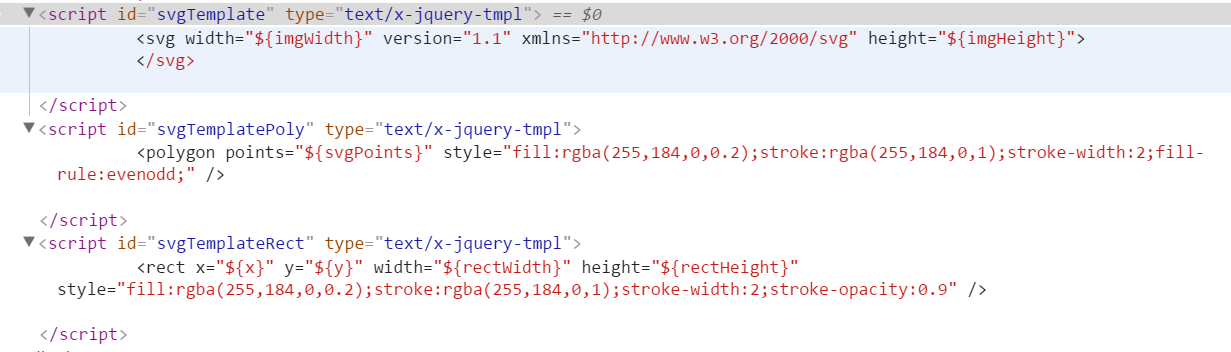 ▼<script id="svgTemplate" type="text/x-jquery-tmpl"> == $0
<svg width="${imgWidth}" version="1.1" xmlns="http://www.w3.org/2000/svg" height="${imgHeight}">
</svg>
</script>
▼<script id="svgTemplatePoly" type="text/x-jquery-tmpl">
<polygon points="${svgPoints}" style="fill:rgba(255,184,0,0.2);stroke:rgba(255,184,0,1);stroke-width:2;fill-
rule:evenodd;" />
</script>
▼<script id="svgTemplateRect" type="text/x-jquery-tmpl">
<rect x="${x}" y="${y}" width="${rectWidth}" height="${rectHeight}"
style="fill:rgba(255,184,0,0.2);stroke:rgba(255,184,0,1);stroke-width:2;stroke-opacity:0.9" />
</script>